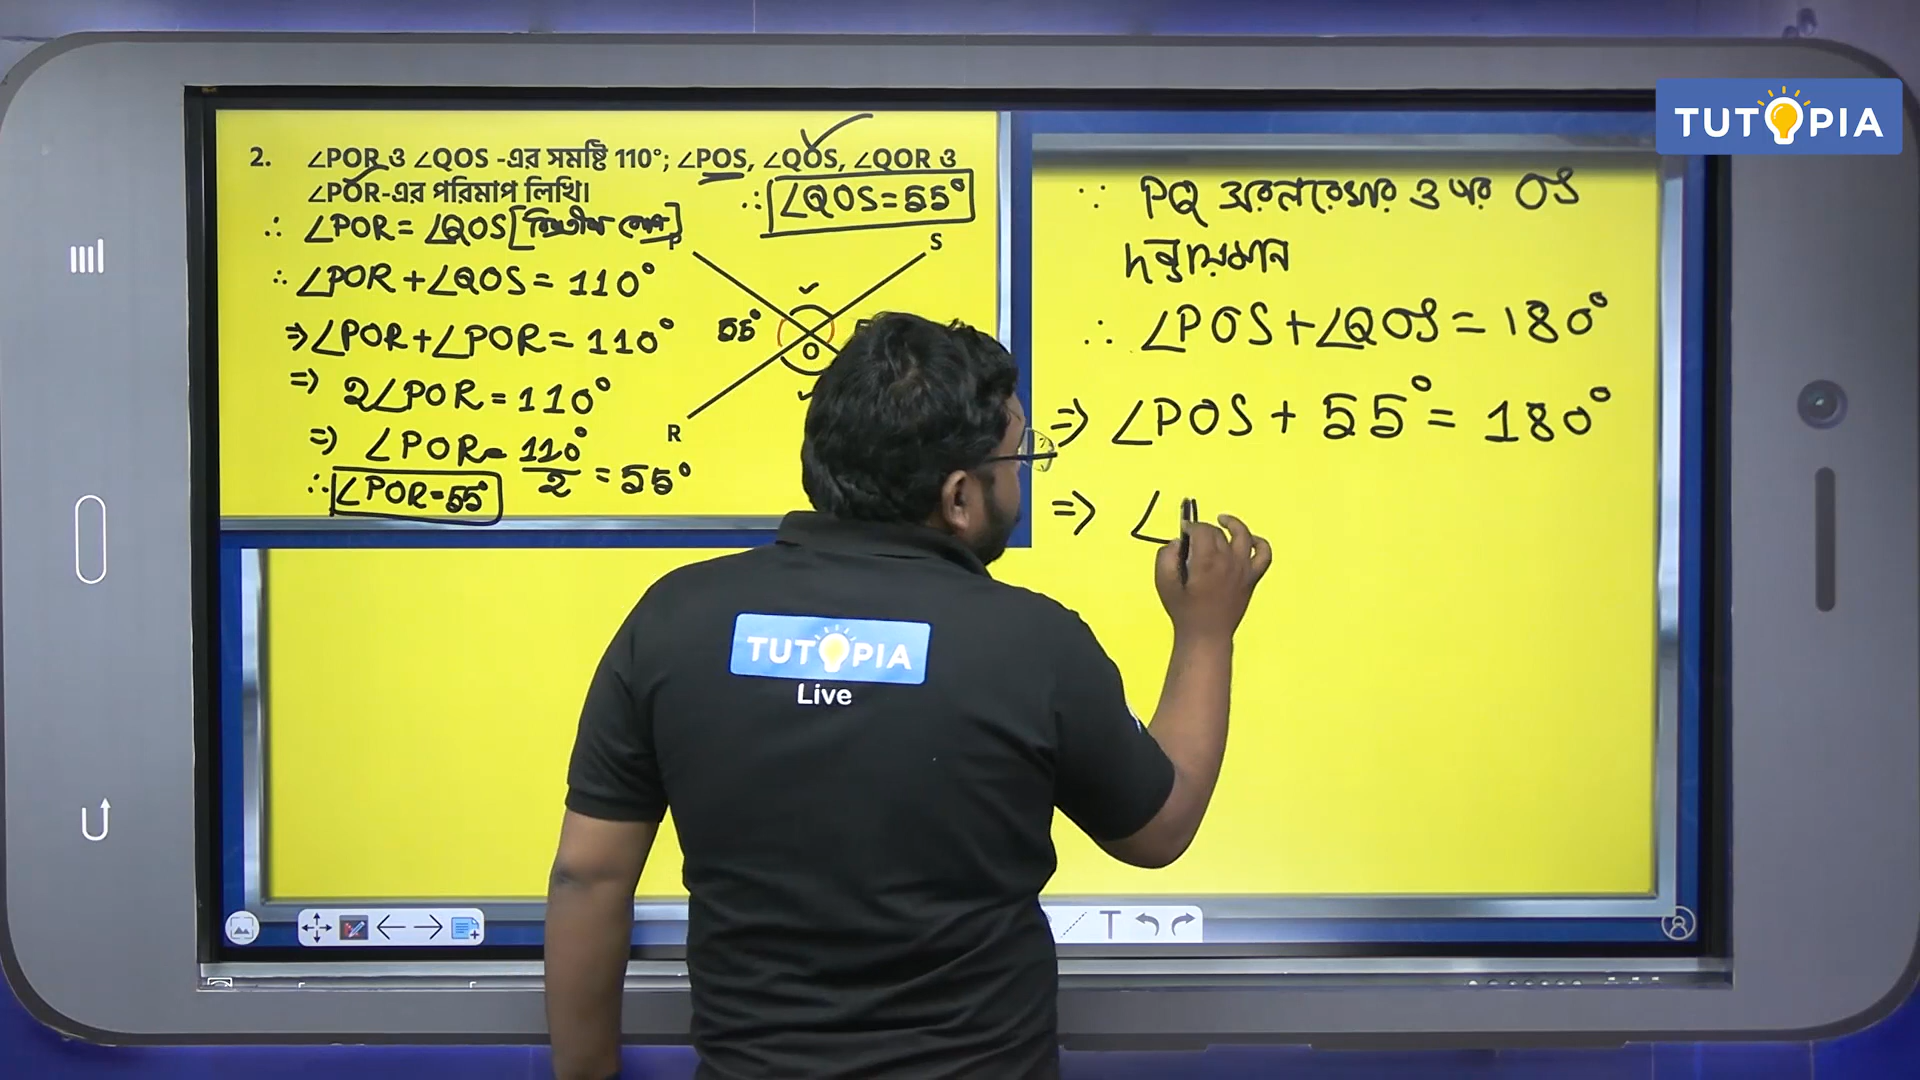 TUTOPIA
2. ∠POR ও ∠QOS -এর সমষ্টি 110°; ∠POS, ∠QOS, ∠QOR ও
∠POR-এর পরিমাপ লিখি।
∴ ∠QOS = 55°
∴ ∠POR = ∠QOS [বিপ্রতীপ কোণ]
∴ ∠POR + ∠QOS = 110°
⇒ ∠POR + ∠POR = 110°
⇒ 2∠POR = 110°
⇒ ∠POR = 110°/2 = 55°
∴ ∠POR = 55°
P
S
55°
O
R
∵ PQ সরলরেখার ওপর OS
দন্ডায়মান
∴ ∠POS + ∠QOS = 180°
⇒ ∠POS + 55° = 180°
⇒ ∠
TUTOPIA
Live
T